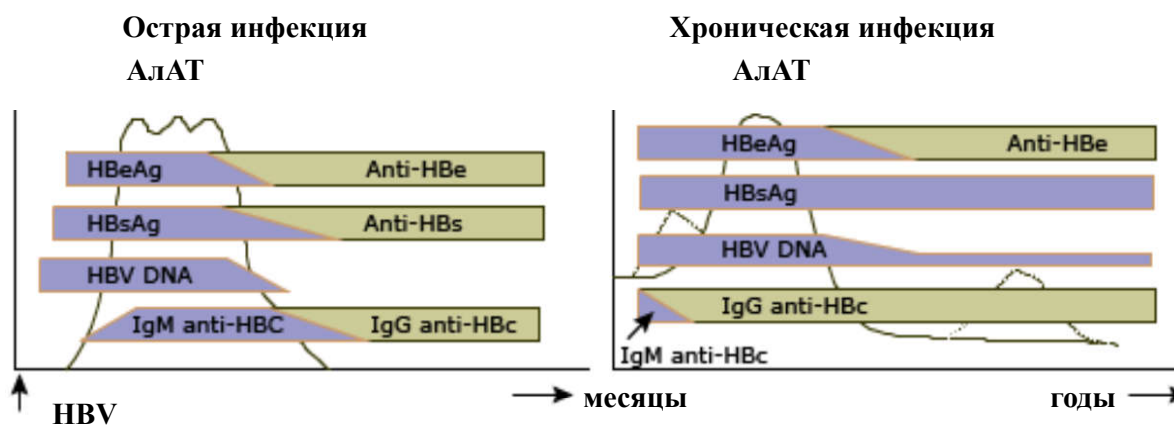 Острая инфекция
АлАТ
HBeAg Anti-HBe
HBsAg Anti-HBs
HBV DNA
IgM anti-HBC IgG anti-HBc
HBV
месяцы
Хроническая инфекция
АлАТ
HBeAg Anti-HBe
HBsAg
HBV DNA
IgG anti-HBc
IgM anti-HBc
годы